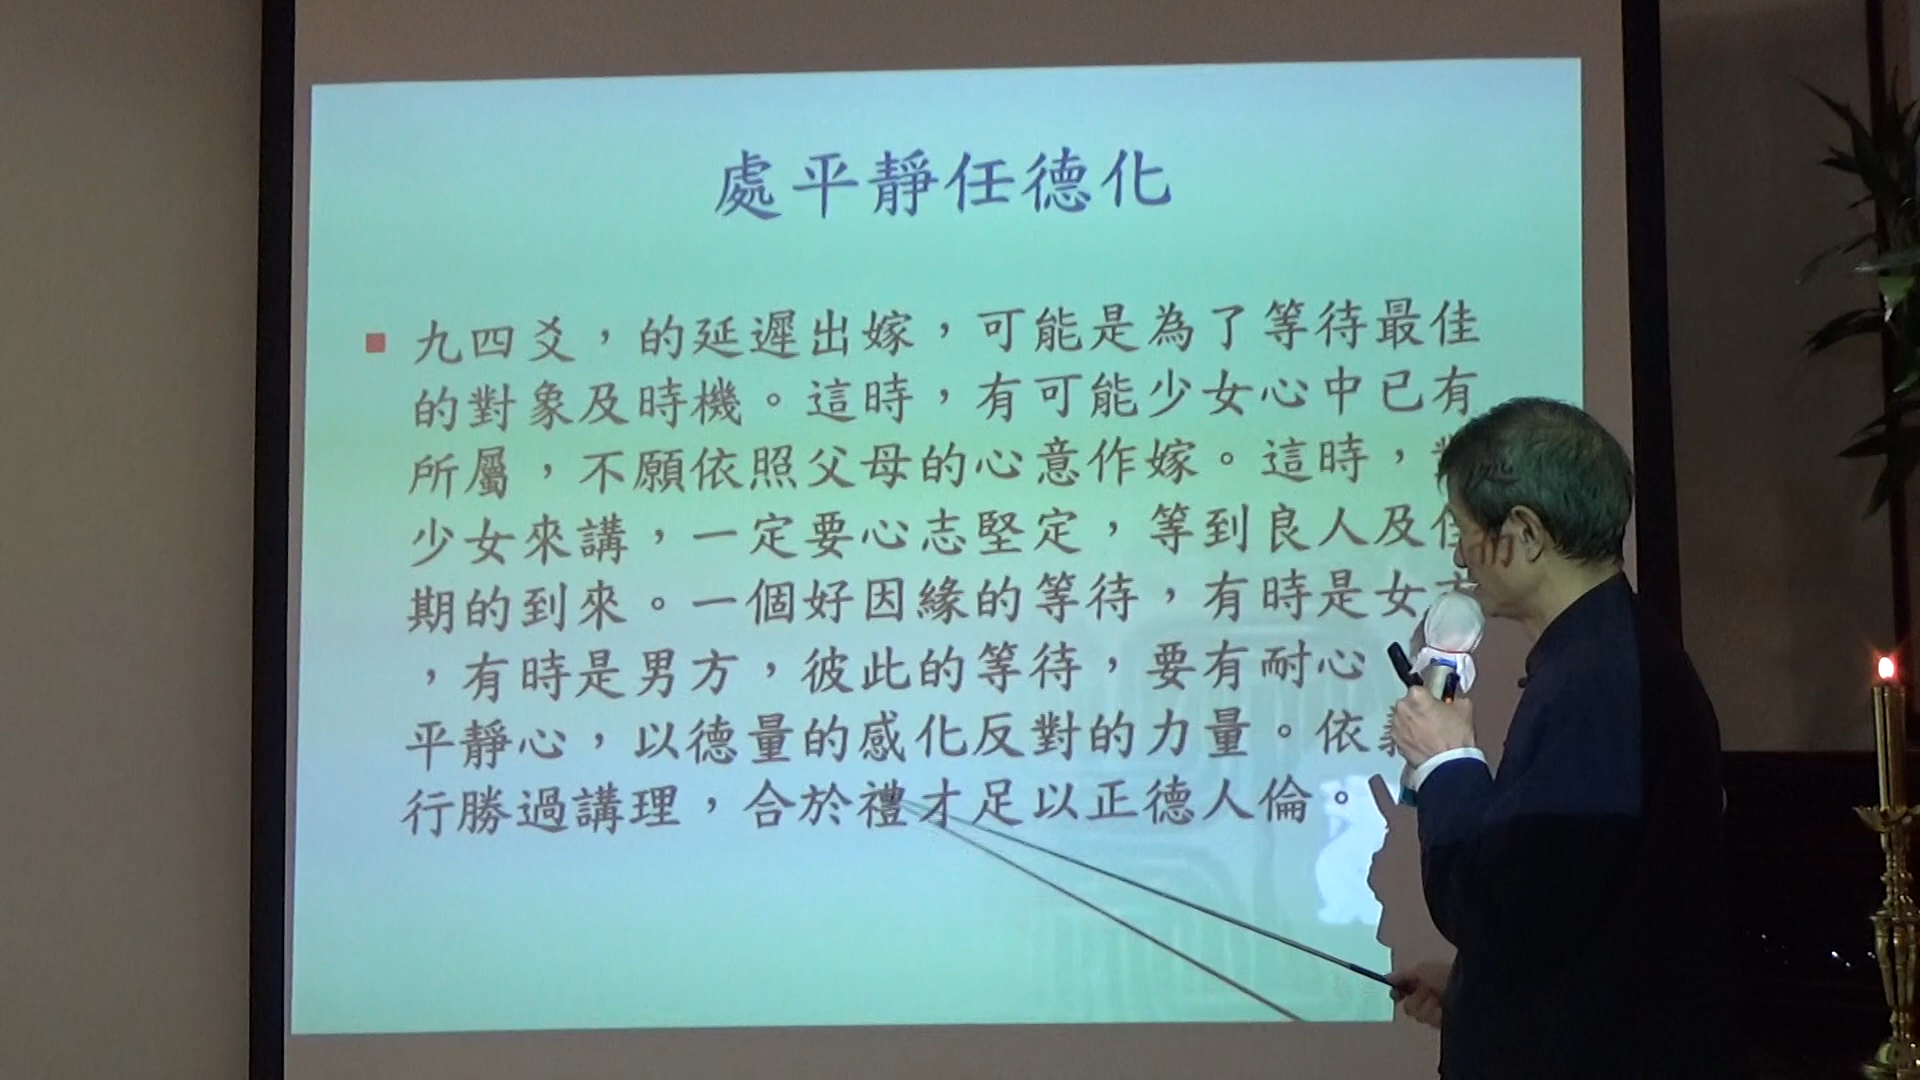 處平靜任德化
九四爻，的延遲出嫁，可能是為了等待最佳
的對象及時機。這時，有可能少女心中已有
所屬，不願依照父母的心意作嫁。這時，
少女來講，一定要心志堅定，等到良人及佳
期的到來。一個好因緣的等待，有時是女方
，有時是男方，彼此的等待，要有耐心
平靜心，以德量的感化反對的力量。依義
行勝過講理，合於禮才足以正德人倫。